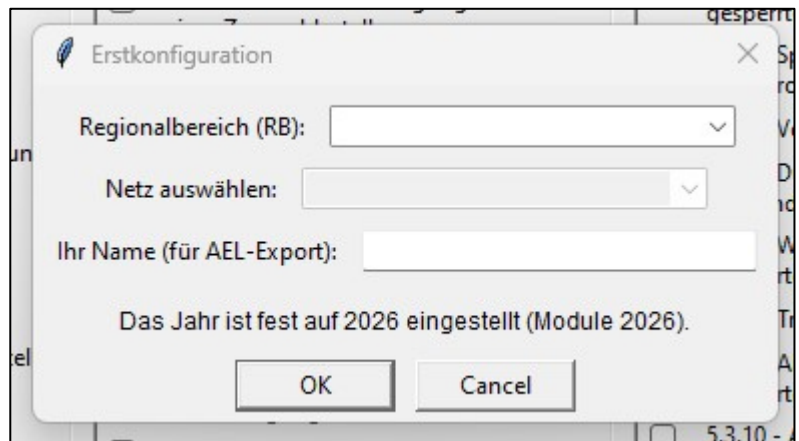 gesperrt
Erstkonfiguration
Regionalbereich (RB):
Netz auswählen:
Ihr Name (für AEL-Export):
Das Jahr ist fest auf 2026 eingestellt (Module 2026).
OK
Cancel
5.3.10 -